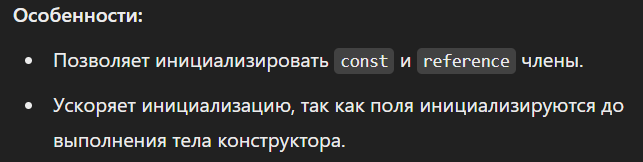 Особенности:
• Позволяет инициализировать const и reference члены.
• Ускоряет инициализацию, так как поля инициализируются до
выполнения тела конструктора.